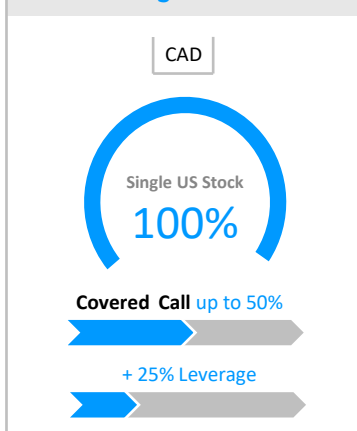 CAD
Single US Stock
100%
Covered Call up to 50%
+ 25% Leverage